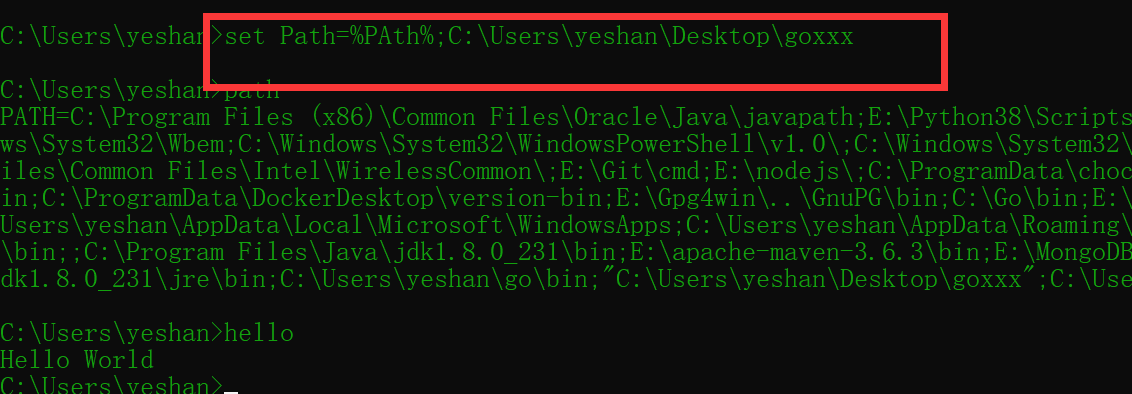 C:\Users\yeshan>set Path=%PAth%;C:\Users\yeshan\Desktop\goxxx
C:\Users\yeshan>path
PATH=C:\Program Files (x86)\Common Files\Oracle\Java\javapath;E:\Python38\Scripts
ws\System32\Wbem;C:\Windows\System32\WindowsPowerShell\v1.0\;C:\Windows\System32\
iles\Common Files\Intel\WirelessCommon\;E:\Git\cmd;E:\nodejs\;C:\ProgramData\choc
in;C:\ProgramData\DockerDesktop\version-bin;E:\Gpg4win\..\GnuPG\bin;C:\Go\bin;E:\
Users\yeshan\AppData\Local\Microsoft\WindowsApps;C:\Users\yeshan\AppData\Roaming\
\bin;;C:\Program Files\Java\jdk1.8.0_231\bin;E:\apache-maven-3.6.3\bin;E:\MongoDB
dk1.8.0_231\jre\bin;C:\Users\yeshan\go\bin;"C:\Users\yeshan\Desktop\goxxx";C:\Use
C:\Users\yeshan>hello
Hello World
C:\Users\yeshan>